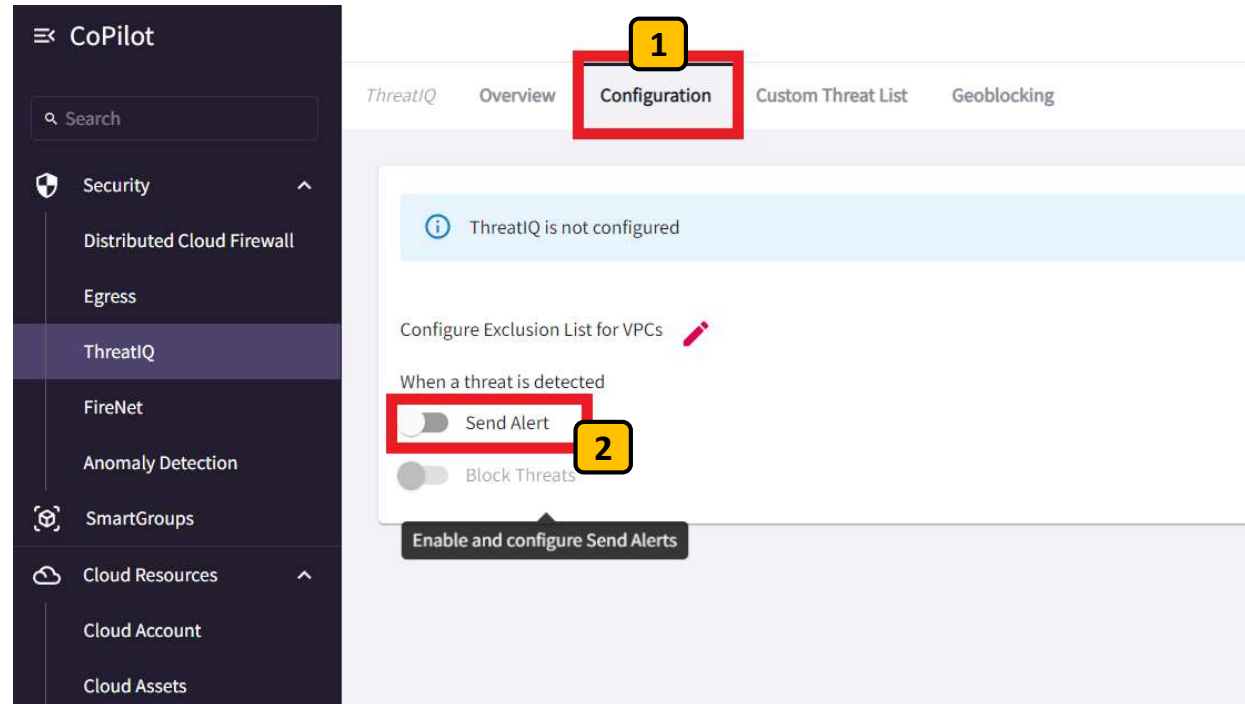 CoPilot
Search
Security
Distributed Cloud Firewall
Egress
ThreatIQ
FireNet
Anomaly Detection
SmartGroups
Cloud Resources
Cloud Account
Cloud Assets
1
ThreatIQ Overview Configuration Custom Threat List Geoblocking
ThreatIQ is not configured
Configure Exclusion List for VPCs
When a threat is detected
Send Alert
2
Block Threats
Enable and configure Send Alerts